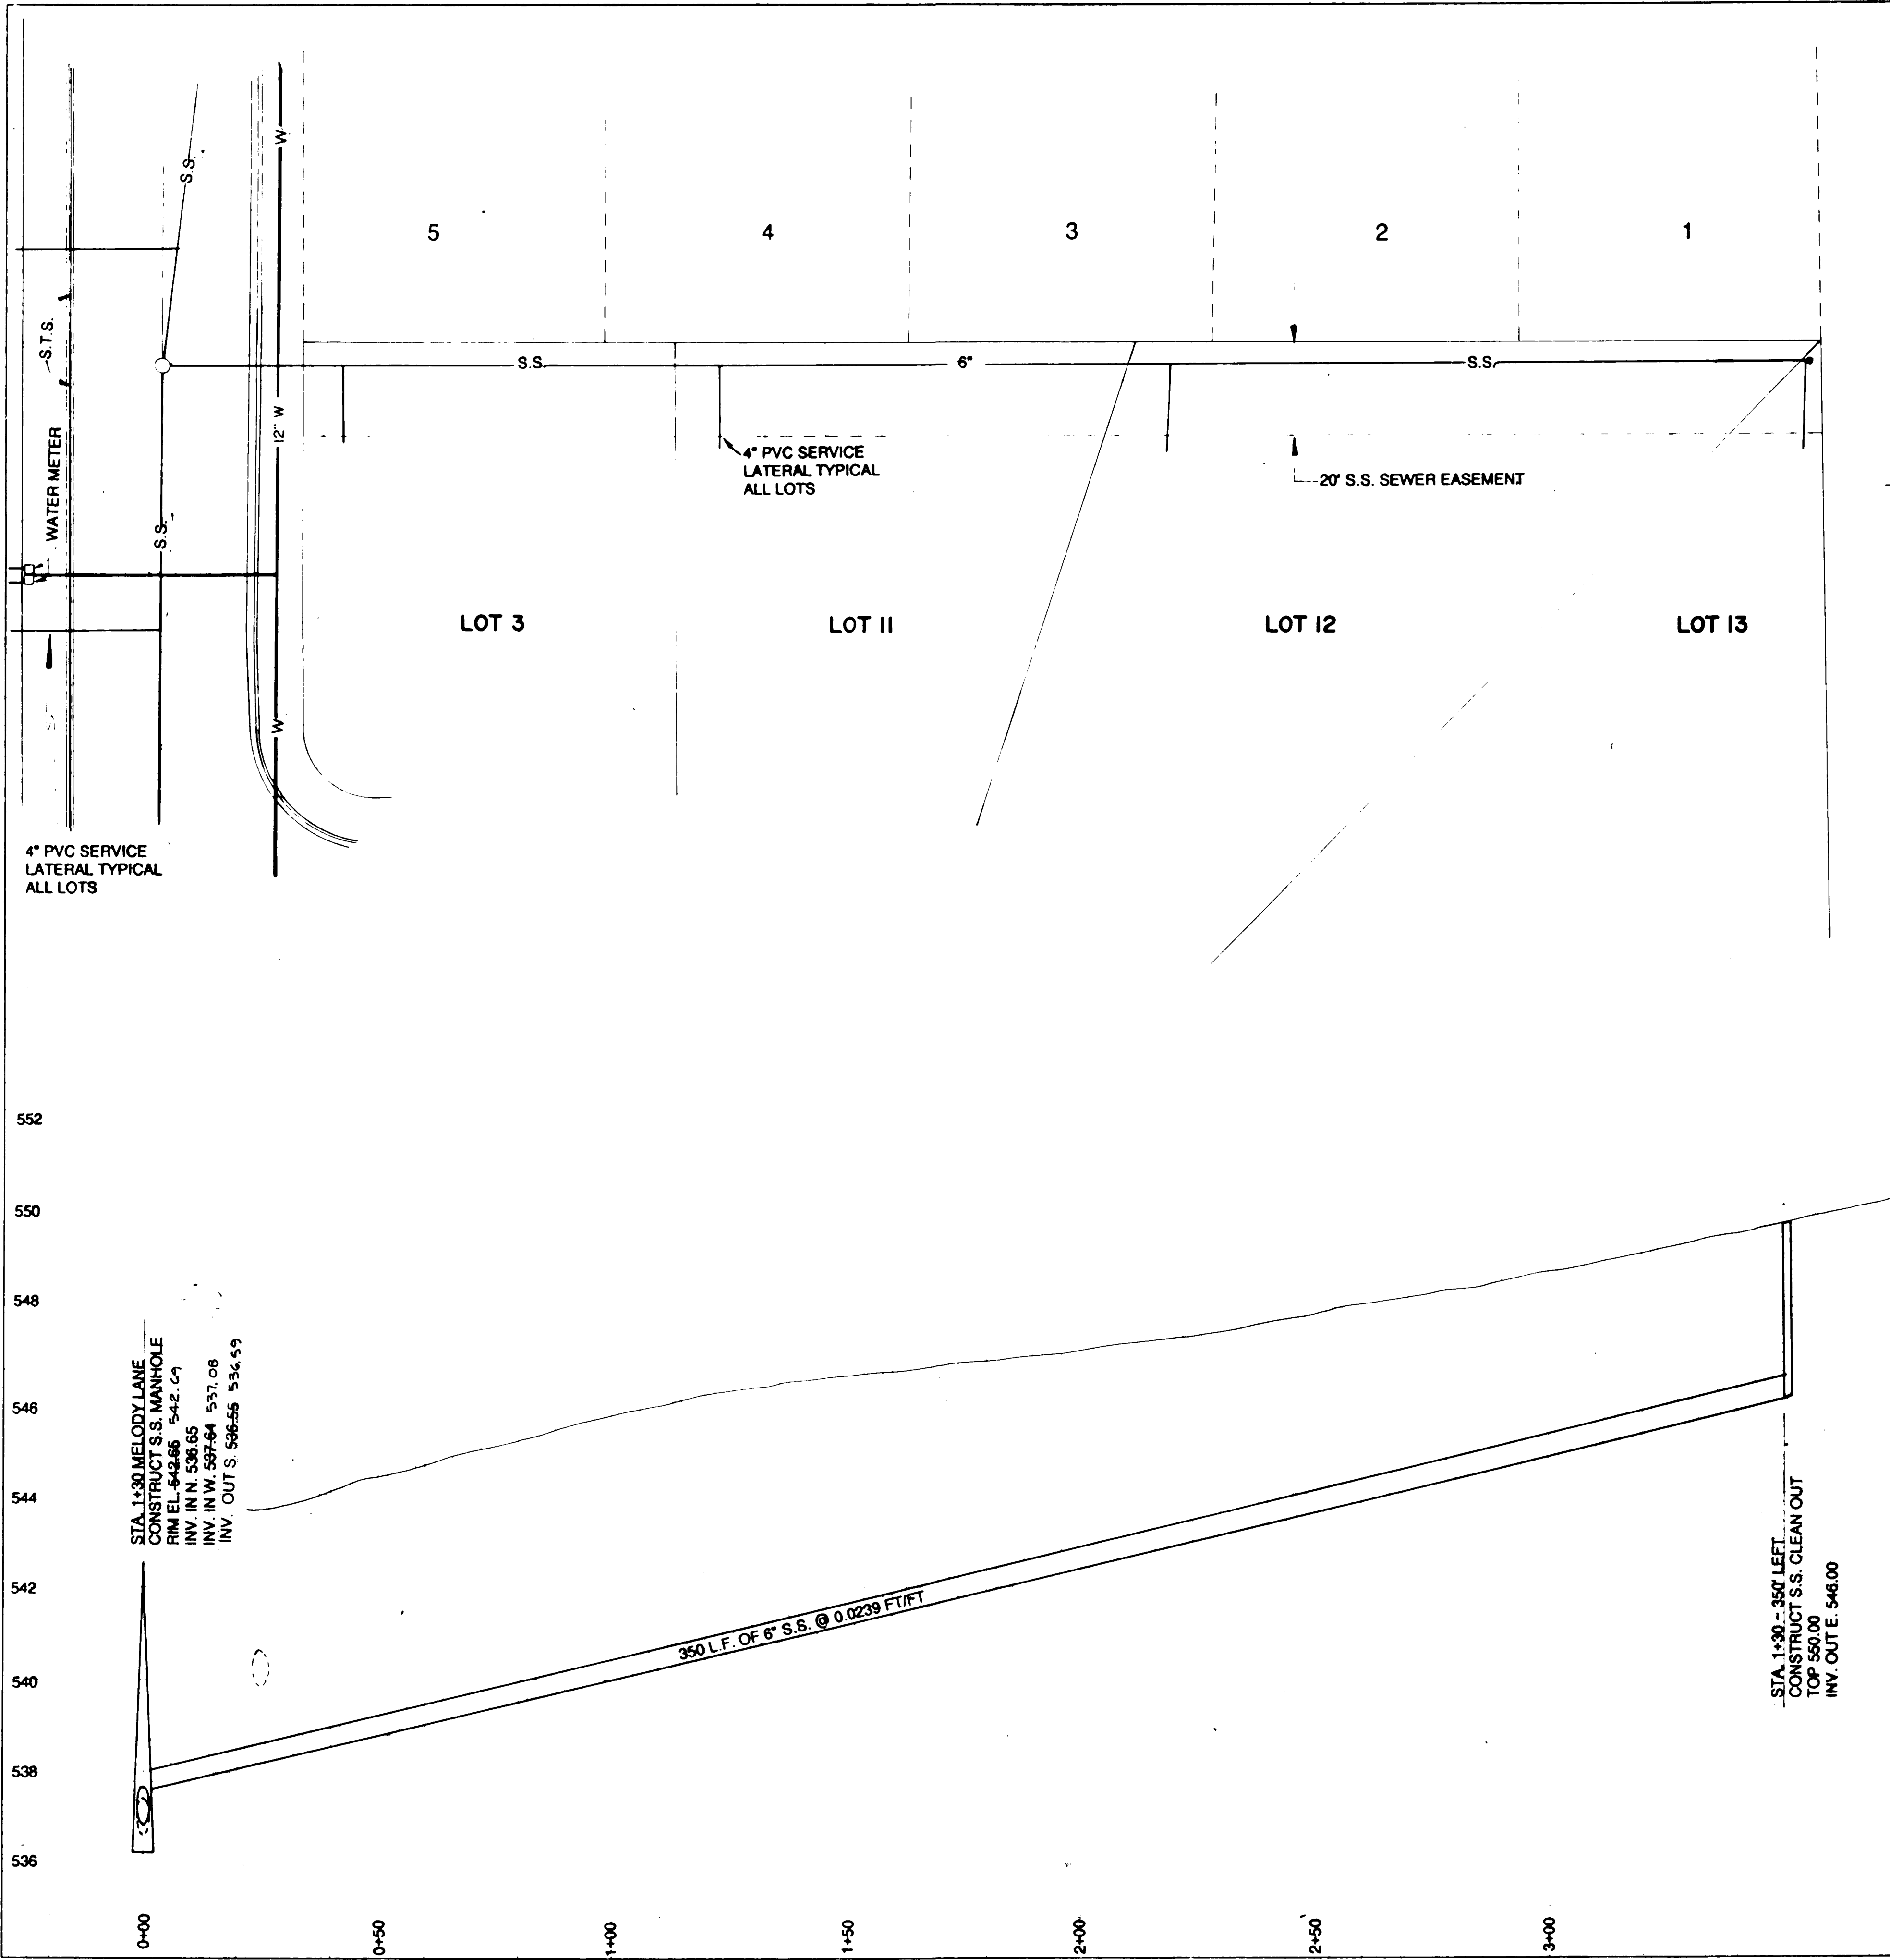 W
S.S.
5
4
3
2
1
S.T.S.
S.S.
6"
S.S.
12" W
WATER METER
4" PVC SERVICE
LATERAL TYPICAL
ALL LOTS
20' S.S. SEWER EASEMENT
S.S.
LOT 3
LOT 11
LOT 12
LOT 13
W
4" PVC SERVICE
LATERAL TYPICAL
ALL LOTS
552
550
548
546
544
542
540
538
536
STA. 1+30 MELODY LANE
CONSTRUCT S.S. MANHOLE
RIM EL. 542.66 542.69
INV. IN N. 536.65
INV. IN W. 537.64 537.08
INV. OUT S. 536.55 536.59
350 L.F. OF 6" S.S. @ 0.0239 FT/FT
STA. 1+30 - 350' LEFT
CONSTRUCT S.S. CLEAN OUT
TOP 550.00
INV. OUT E. 546.00
0+00
0+50
1+00
1+50
2+00
2+50
3+00